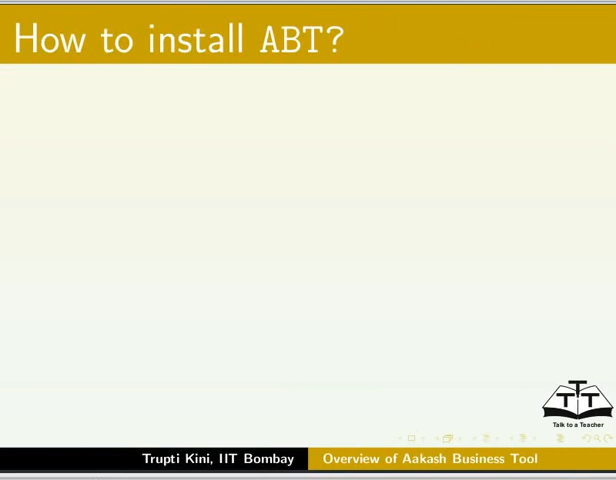 How to install ABT?
T
T T
Talk to a Teacher
Trupti Kini, IIT Bombay
Overview of Aakash Business Tool